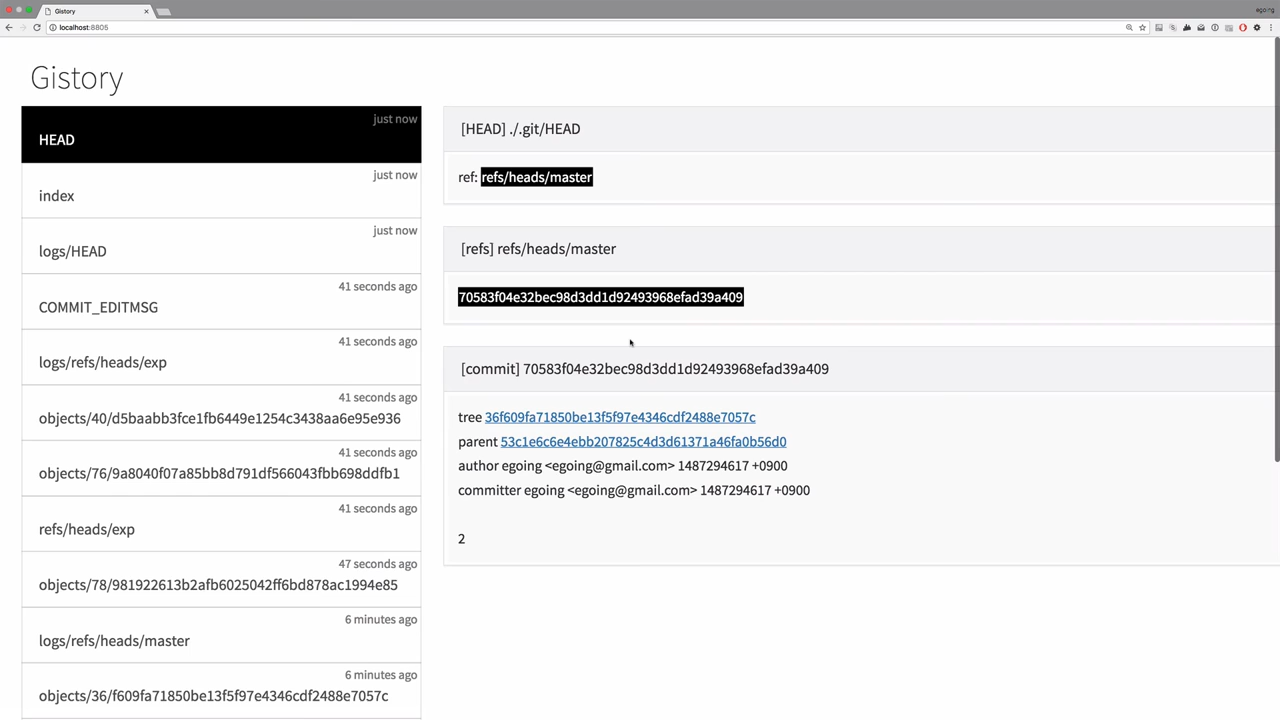 Gistory
egoing
localhost:8805
Gistory
just now
HEAD
just now
index
just now
logs/HEAD
41 seconds ago
COMMIT_EDITMSG
41 seconds ago
logs/refs/heads/exp
41 seconds ago
objects/40/d5baabb3fce1fb6449e1254c3438aa6e95e936
41 seconds ago
objects/76/9a8040f07a85bb8d791df566043fbb698ddfb1
41 seconds ago
refs/heads/exp
47 seconds ago
objects/78/981922613b2afb6025042ff6bd878ac1994e85
6 minutes ago
logs/refs/heads/master
6 minutes ago
objects/36/f609fa71850be13f5f97e4346cdf2488e7057c
[HEAD] ./.git/HEAD
ref: refs/heads/master
[refs] refs/heads/master
70583f04e32bec98d3dd1d92493968efad39a409
[commit] 70583f04e32bec98d3dd1d92493968efad39a409
tree 36f609fa71850be13f5f97e4346cdf2488e7057c
parent 53c1e6c6e4ebb207825c4d3d61371a46fa0b56d0
author egoing <egoing@gmail.com> 1487294617 +0900
committer egoing <egoing@gmail.com> 1487294617 +0900
2